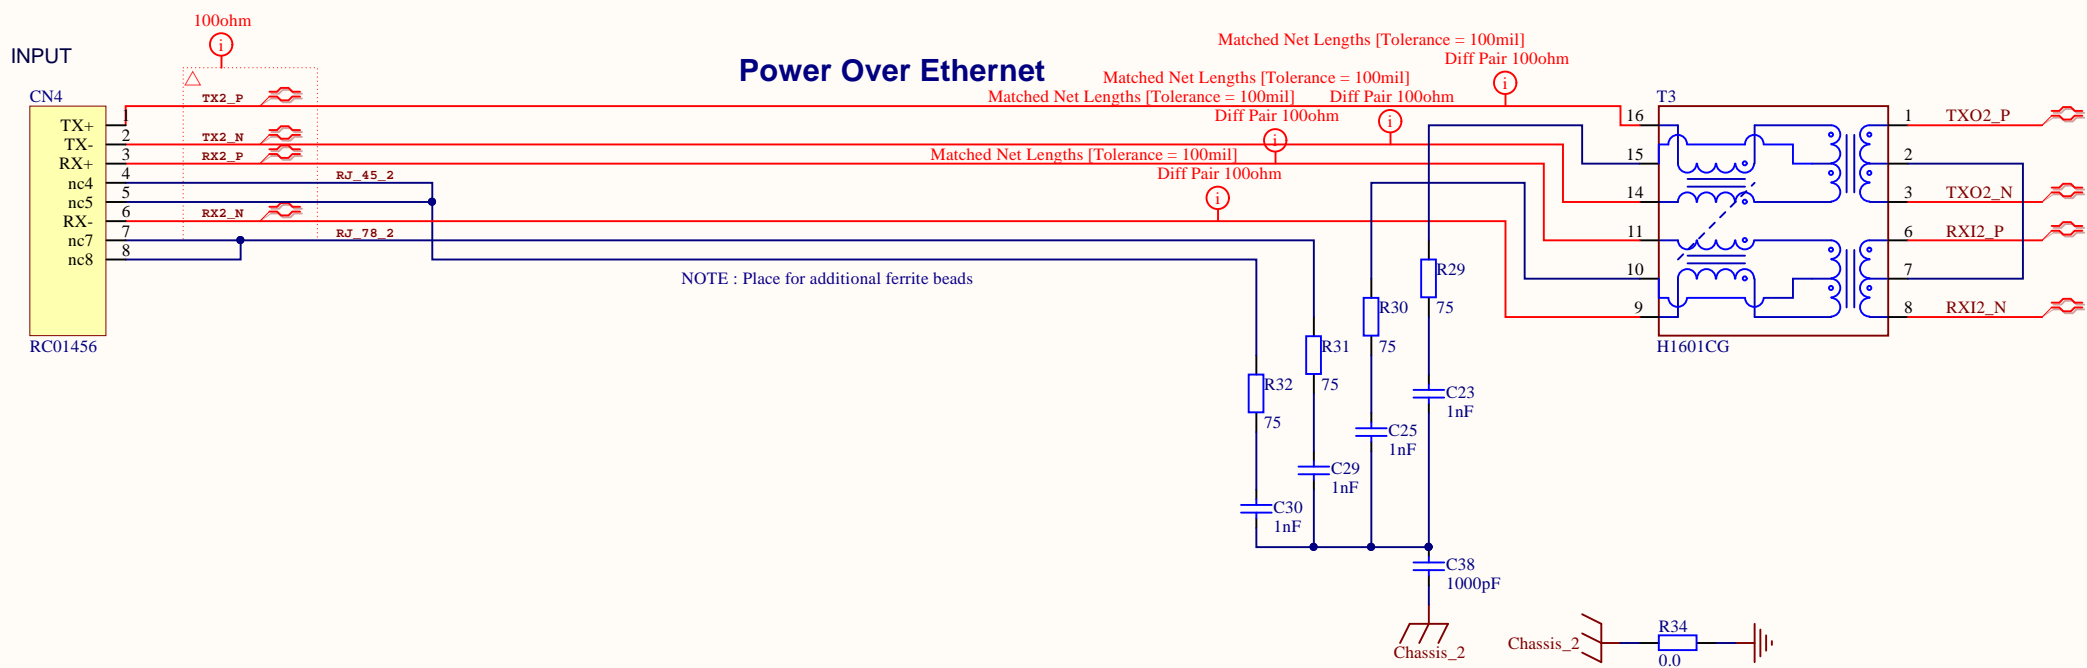 100ohm
i
INPUT
Power Over Ethernet
Matched Net Lengths [Tolerance = 100mil]
Diff Pair 100ohm
i
Matched Net Lengths [Tolerance = 100mil]
Diff Pair 100ohm
i
Matched Net Lengths [Tolerance = 100mil]
Diff Pair 100ohm
i
Matched Net Lengths [Tolerance = 100mil]
Diff Pair 100ohm
i
CN4
TX+ 1 TX2_P
TX- 2 TX2_N
RX+ 3 RX2_P
nc4 4 RJ_45_2
nc5 5
RX- 6 RX2_N
nc7 7 RJ_78_2
nc8 8
RC01456
NOTE : Place for additional ferrite beads
T3
16 1 TXO2_P
15 2
14 3 TXO2_N
11 6 RXI2_P
10 7
9 8 RXI2_N
H1601CG
R29
75
R30
75
R31
75
R32
75
C23
1nF
C25
1nF
C29
1nF
C30
1nF
C38
1000pF
Chassis_2
Chassis_2
R34
0.0